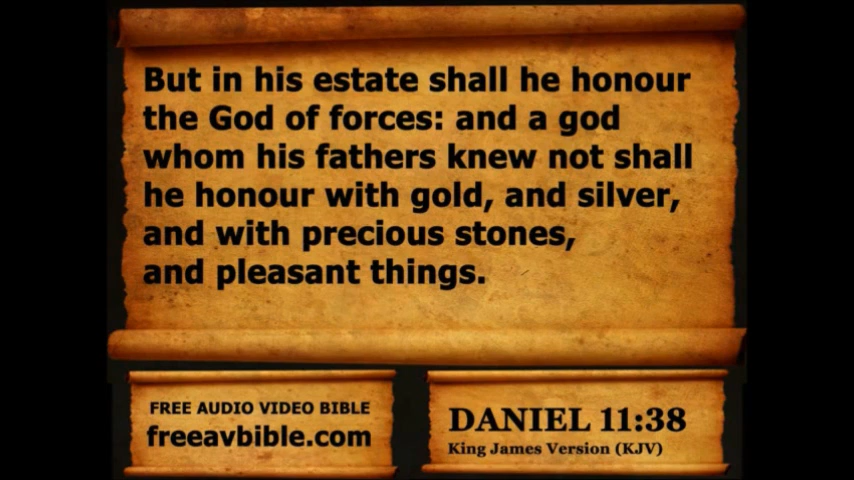 But in his estate shall he honour
the God of forces: and a god
whom his fathers knew not shall
he honour with gold, and silver,
and with precious stones,
and pleasant things.
FREE AUDIO VIDEO BIBLE
freeavbible.com
DANIEL 11:38
King James Version (KJV)